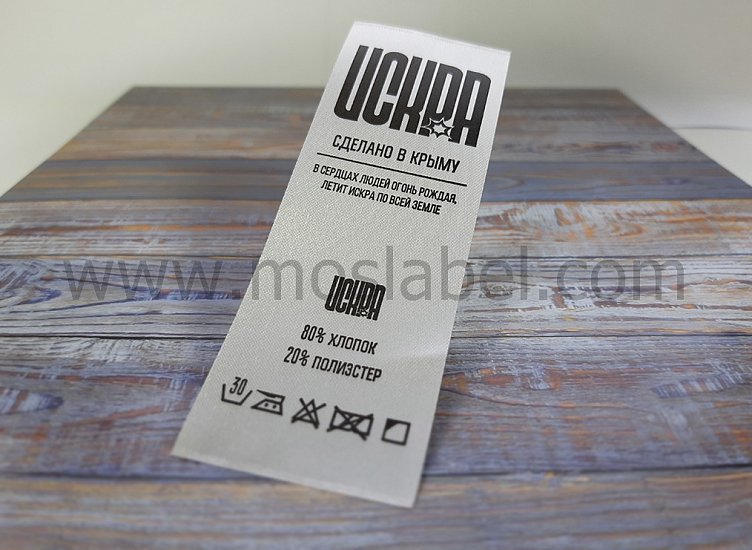 ИСКРА
СДЕЛАНО В КРЫМУ
В СЕРДЦАХ ЛЮДЕЙ ОГОНЬ РОЖДАЯ,
ЛЕТИТ ИСКРА ПО ВСЕЙ ЗЕМЛЕ
www.moslabel.com
ИСКРА
80% ХЛОПОК
20% ПОЛИЭСТЕР
30